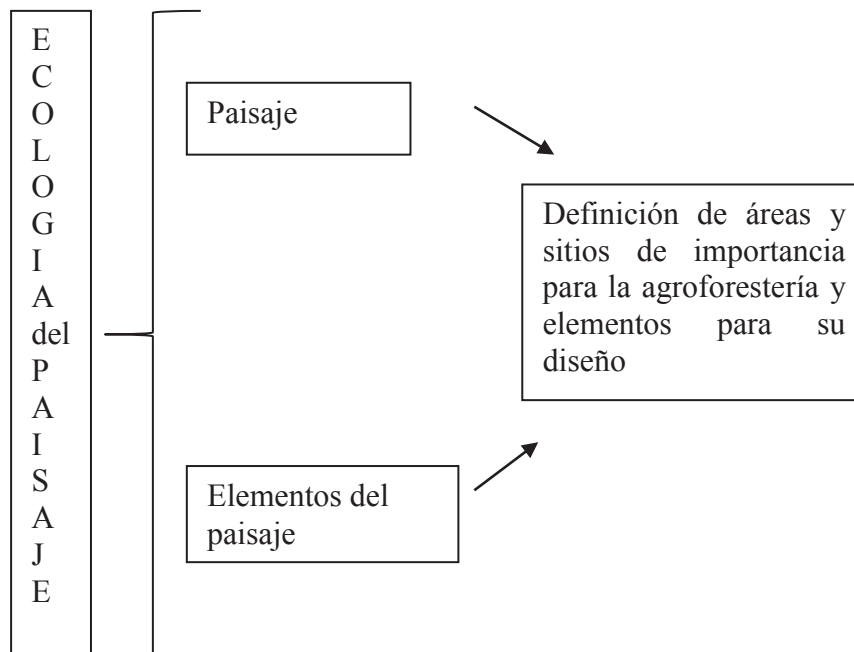 E
C
O
L
O
G
I
A
del
P
A
I
S
A
J
E
Paisaje
Elementos del
paisaje
Definición de áreas y
sitios de importancia
para la agroforestería y
elementos para su
diseño